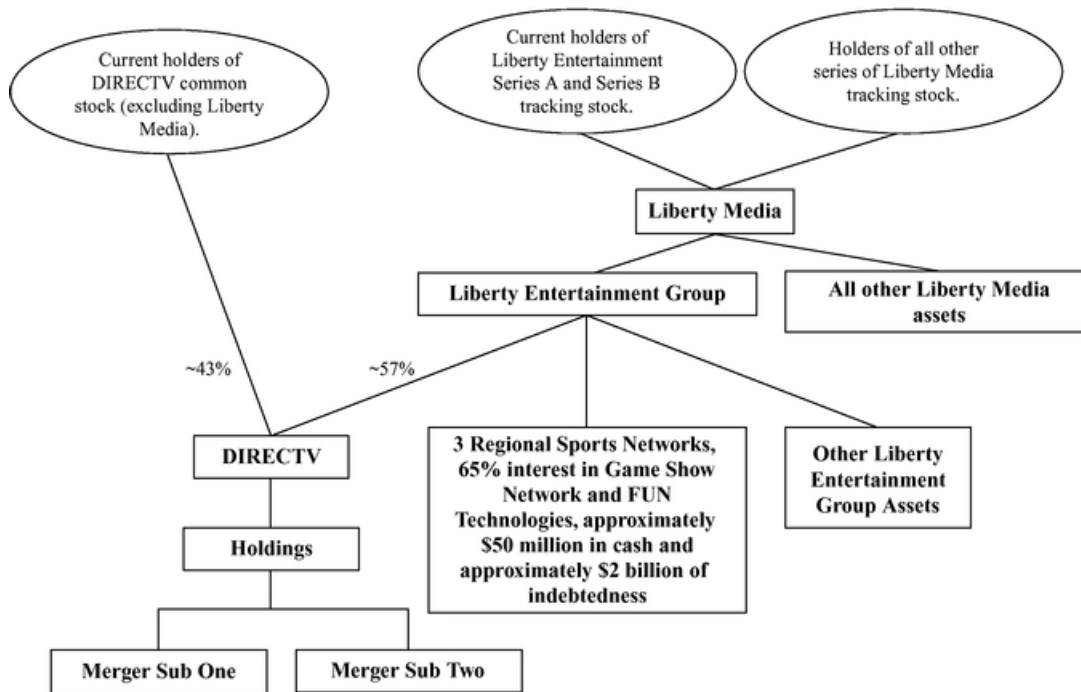 Current holders of
DIRECTV common
stock (excluding Liberty
Media).
Current holders of
Liberty Entertainment
Series A and Series B
tracking stock.
Holders of all other
series of Liberty Media
tracking stock.
Liberty Media
Liberty Entertainment Group
All other Liberty Media
assets
~43%
~57%
DIRECTV
3 Regional Sports Networks,
65% interest in Game Show
Network and FUN
Technologies, approximately
$50 million in cash and
approximately $2 billion of
indebtedness
Other Liberty
Entertainment
Group Assets
Holdings
Merger Sub One
Merger Sub Two